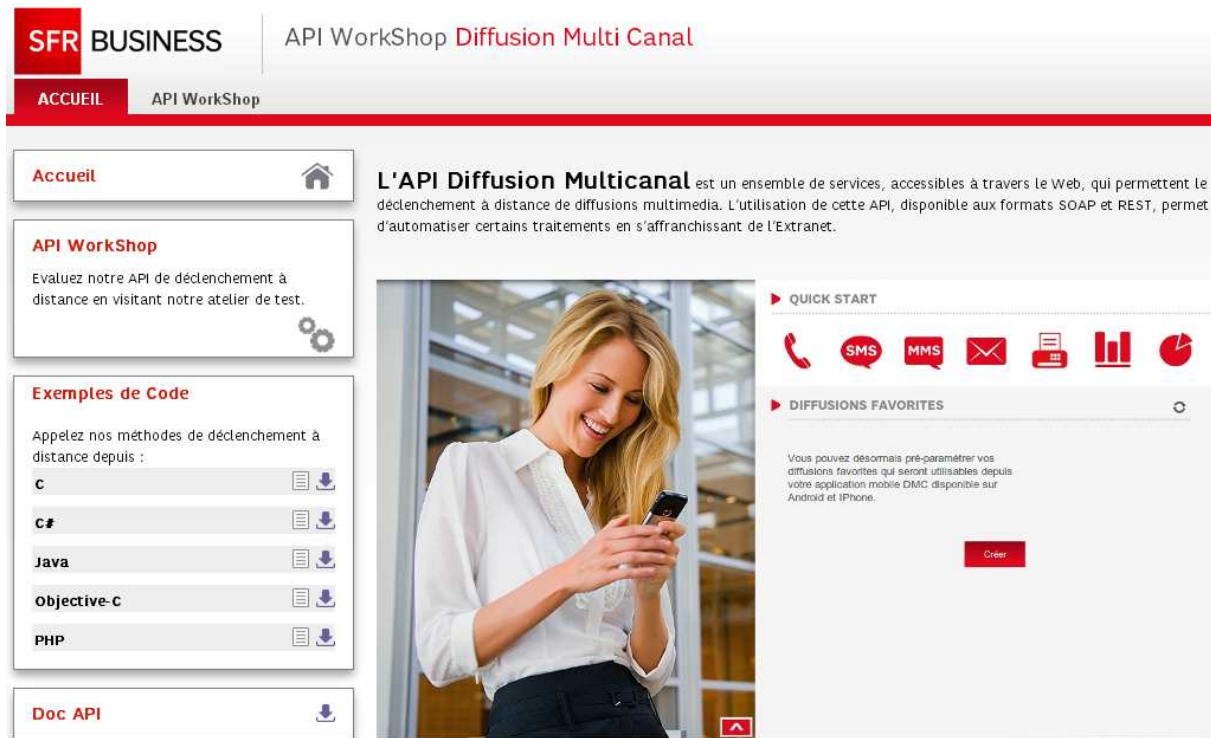 SFR BUSINESS
API WorkShop Diffusion Multi Canal
ACCUEIL
API WorkShop
Accueil
API WorkShop
Evaluez notre API de déclenchement à
distance en visitant notre atelier de test.
Exemples de Code
Appelez nos méthodes de déclenchement à
distance depuis :
C
C#
Java
Objective-C
PHP
Doc API
L'API Diffusion Multicanal est un ensemble de services, accessibles à travers le Web, qui permettent le
déclenchement à distance de diffusions multimedia. L'utilisation de cette API, disponible aux formats SOAP et REST, permet
d'automatiser certains traitements en s'affranchissant de l'Extranet.
QUICK START
SMS
MMS
DIFFUSIONS FAVORITES
Vous pouvez désormais pré-paramétrer vos
diffusions favorites qui seront utilisables depuis
votre application mobile DMC disponible sur
Android et IPhone.
Créer